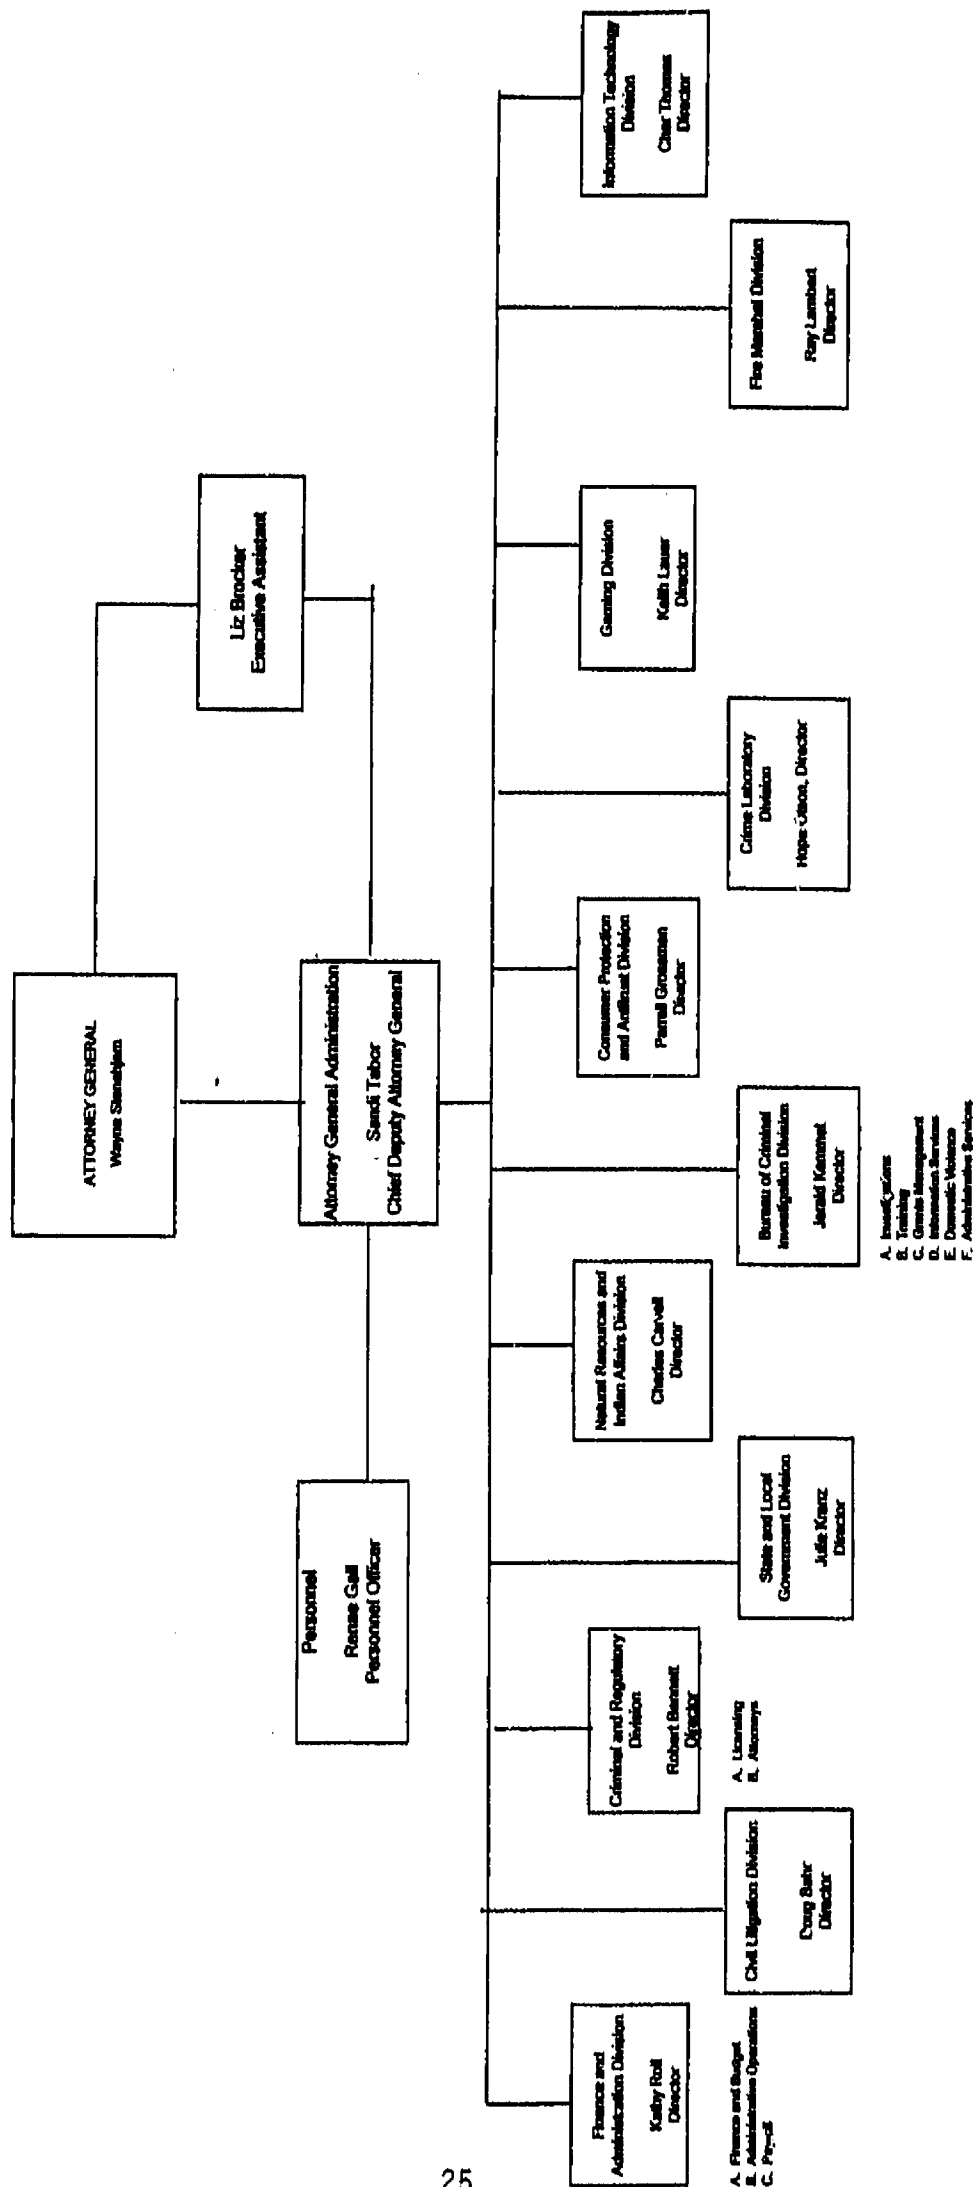 ATTORNEY GENERAL
Wayne Stenehjem
Liz Brocker
Executive Assistant
Attorney General Administration
Sandi Tabor
Chief Deputy Attorney General
Personnel
Renae Gall
Personnel Officer
Finance and
Administration Division
Kathy Roll
Director
A. Finance and Budget
B. Administrative Operations
C. Payroll
Civil Litigation Division
Doug Bahr
Director
Criminal and Regulatory
Division
Robert Bennett
Director
A. Licensing
B. Attorneys
State and Local
Government Division
Julie Krenz
Director
Natural Resources and
Indian Affairs Division
Charles Carvell
Director
Bureau of Criminal
Investigation Division
Jerald Kemmet
Director
A. Investigations
B. Training
C. Grants Management
D. Information Services
E. Domestic Violence
F. Administrative Services
Consumer Protection
and Antitrust Division
Parrell Grossman
Director
Crime Laboratory
Division
Hope Olson, Director
Gaming Division
Keith Lauer
Director
Fire Marshal Division
Ray Lambert
Director
Information Technology
Division
Cher Thomas
Director
25